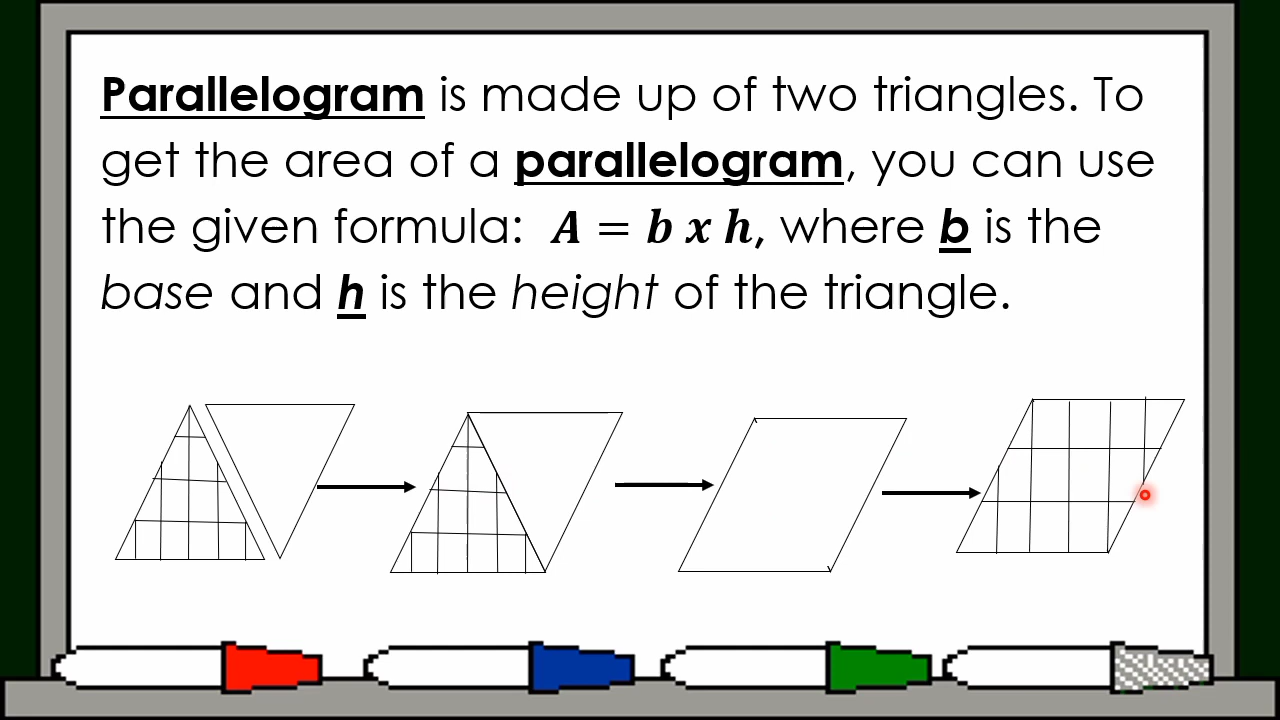 Parallelogram is made up of two triangles. To
get the area of a parallelogram, you can use
the given formula: A = b x h, where b is the
base and h is the height of the triangle.